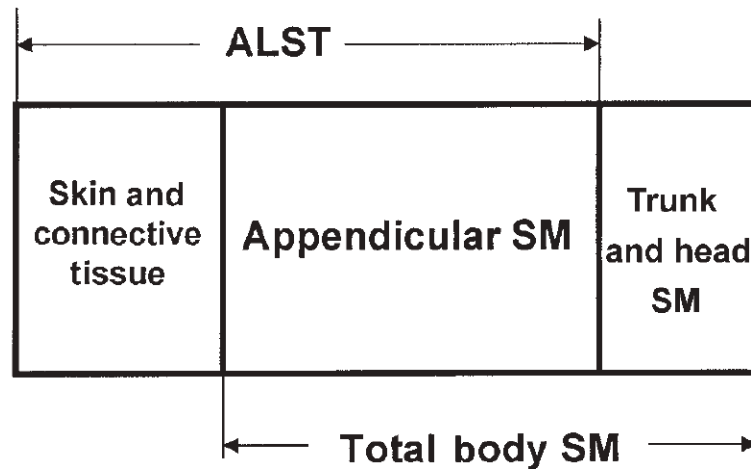 ALST
Skin and
connective
tissue
Appendicular SM
Trunk
and head
SM
Total body SM